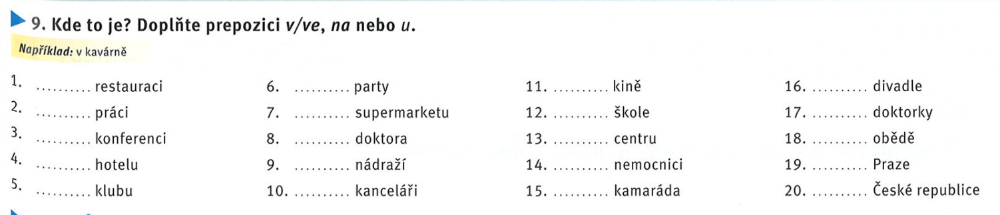 9. Kde to je? Doplňte prepozici v/ve, na nebo u.
Například: v kavárně
1. .......... restauraci
2. .......... práci
3. .......... konferenci
4. .......... hotelu
5. .......... klubu
6. .......... party
7. .......... supermarketu
8. .......... doktora
9. .......... nádraží
10. .......... kanceláři
11. .......... kině
12. .......... škole
13. .......... centru
14. .......... nemocnici
15. .......... kamaráda
16. .......... divadle
17. .......... doktorky
18. .......... obědě
19. .......... Praze
20. .......... České republice